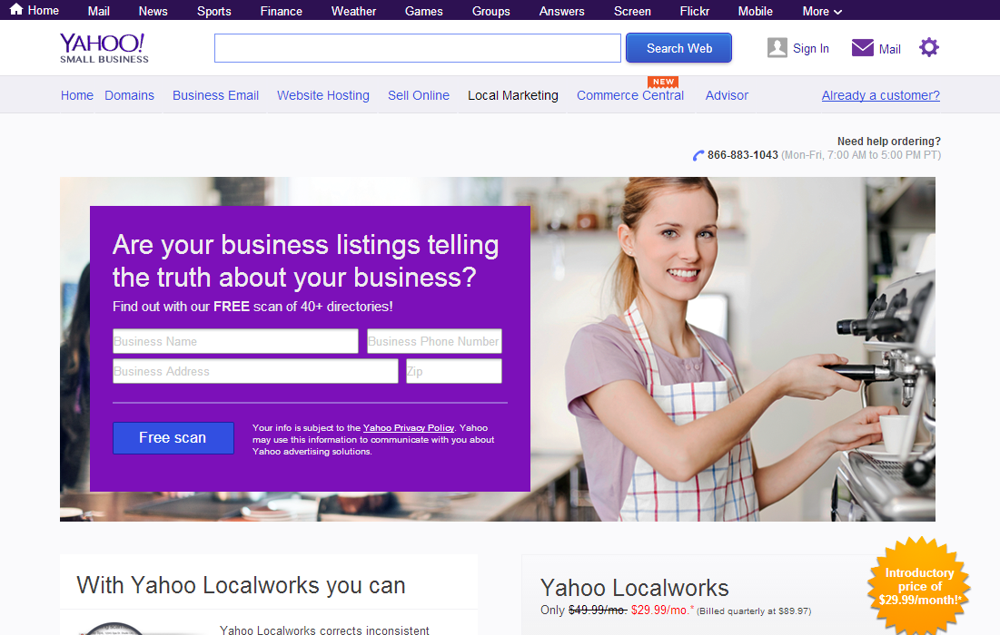 Home Mail News Sports Finance Weather Games Groups Answers Screen Flickr Mobile More
YAHOO!
SMALL BUSINESS
Search Web
Sign In
Mail
NEW
Home Domains Business Email Website Hosting Sell Online Local Marketing Commerce Central Advisor Already a customer?
Need help ordering?
866-883-1043 (Mon-Fri, 7:00 AM to 5:00 PM PT)
Are your business listings telling
the truth about your business?
Find out with our FREE scan of 40+ directories!
Business Name Business Phone Number
Business Address Zip
Free scan
Your info is subject to the Yahoo Privacy Policy. Yahoo
may use this information to communicate with you about
Yahoo advertising solutions.
With Yahoo Localworks you can
Yahoo Localworks corrects inconsistent
Yahoo Localworks
Only $49.99/mo. $29.99/mo.* (Billed quarterly at $89.97)
Introductory
price of
$29.99/month!*